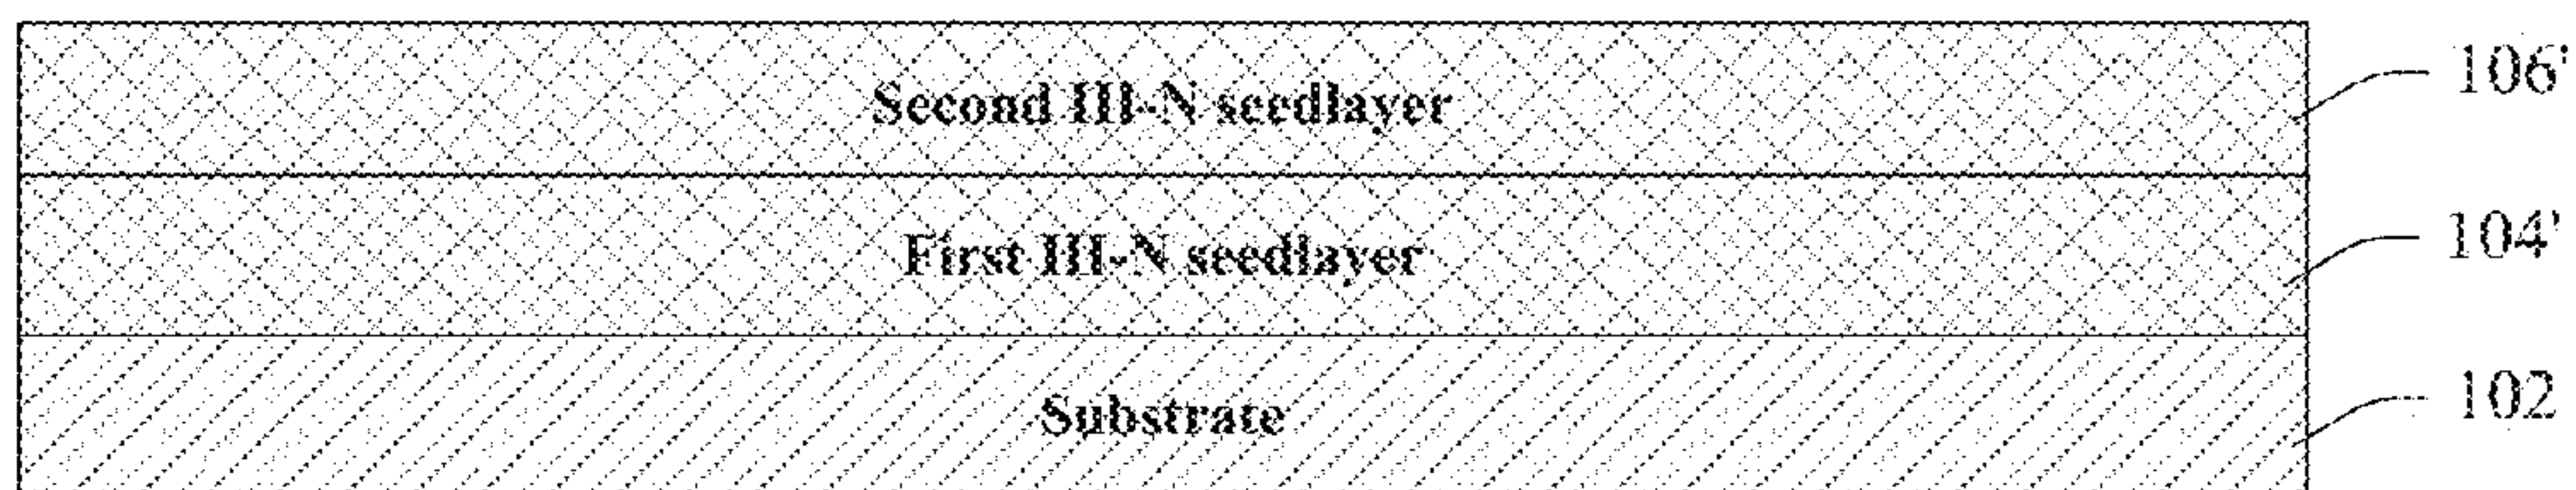 Second III-N seedlayer
106'
First III-N seedlayer
104'
Substrate
102